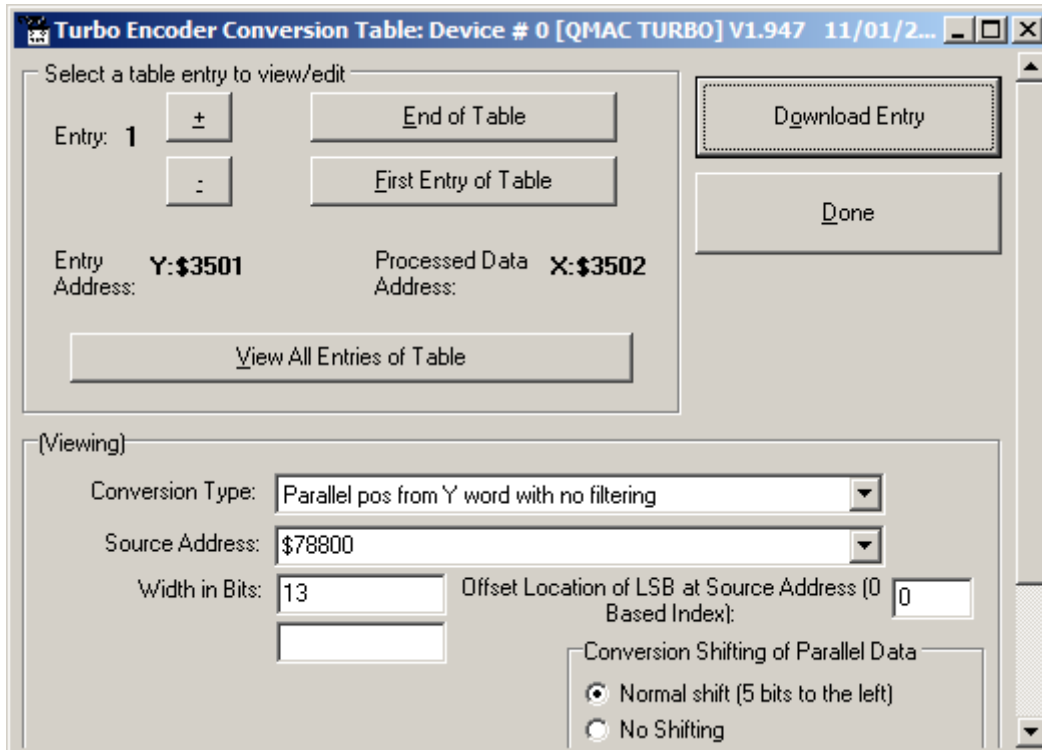 Turbo Encoder Conversion Table: Device # 0 [QMAC TURBO] V1.947 11/01/2...
Select a table entry to view/edit
Entry: 1
+
-
End of Table
First Entry of Table
Download Entry
Done
Entry Address: Y:$3501
Processed Data Address: X:$3502
View All Entries of Table
(Viewing)
Conversion Type: Parallel pos from Y word with no filtering
Source Address: $78800
Width in Bits: 13
Offset Location of LSB at Source Address (0
Based Index): 0
Conversion Shifting of Parallel Data
Normal shift (5 bits to the left)
No Shifting